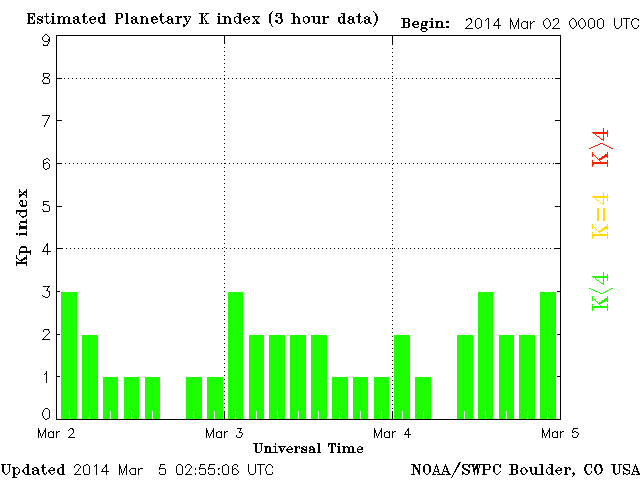 Estimated Planetary K index (3 hour data)
Begin: 2014 Mar 02 0000 UTC
9
8
7
6
5
4
3
2
1
0
Kp index
K>4
K=4
K<4
Mar 2
Mar 3
Mar 4
Mar 5
Universal Time
Updated 2014 Mar 5 02:55:06 UTC
NOAA/SWPC Boulder, CO USA